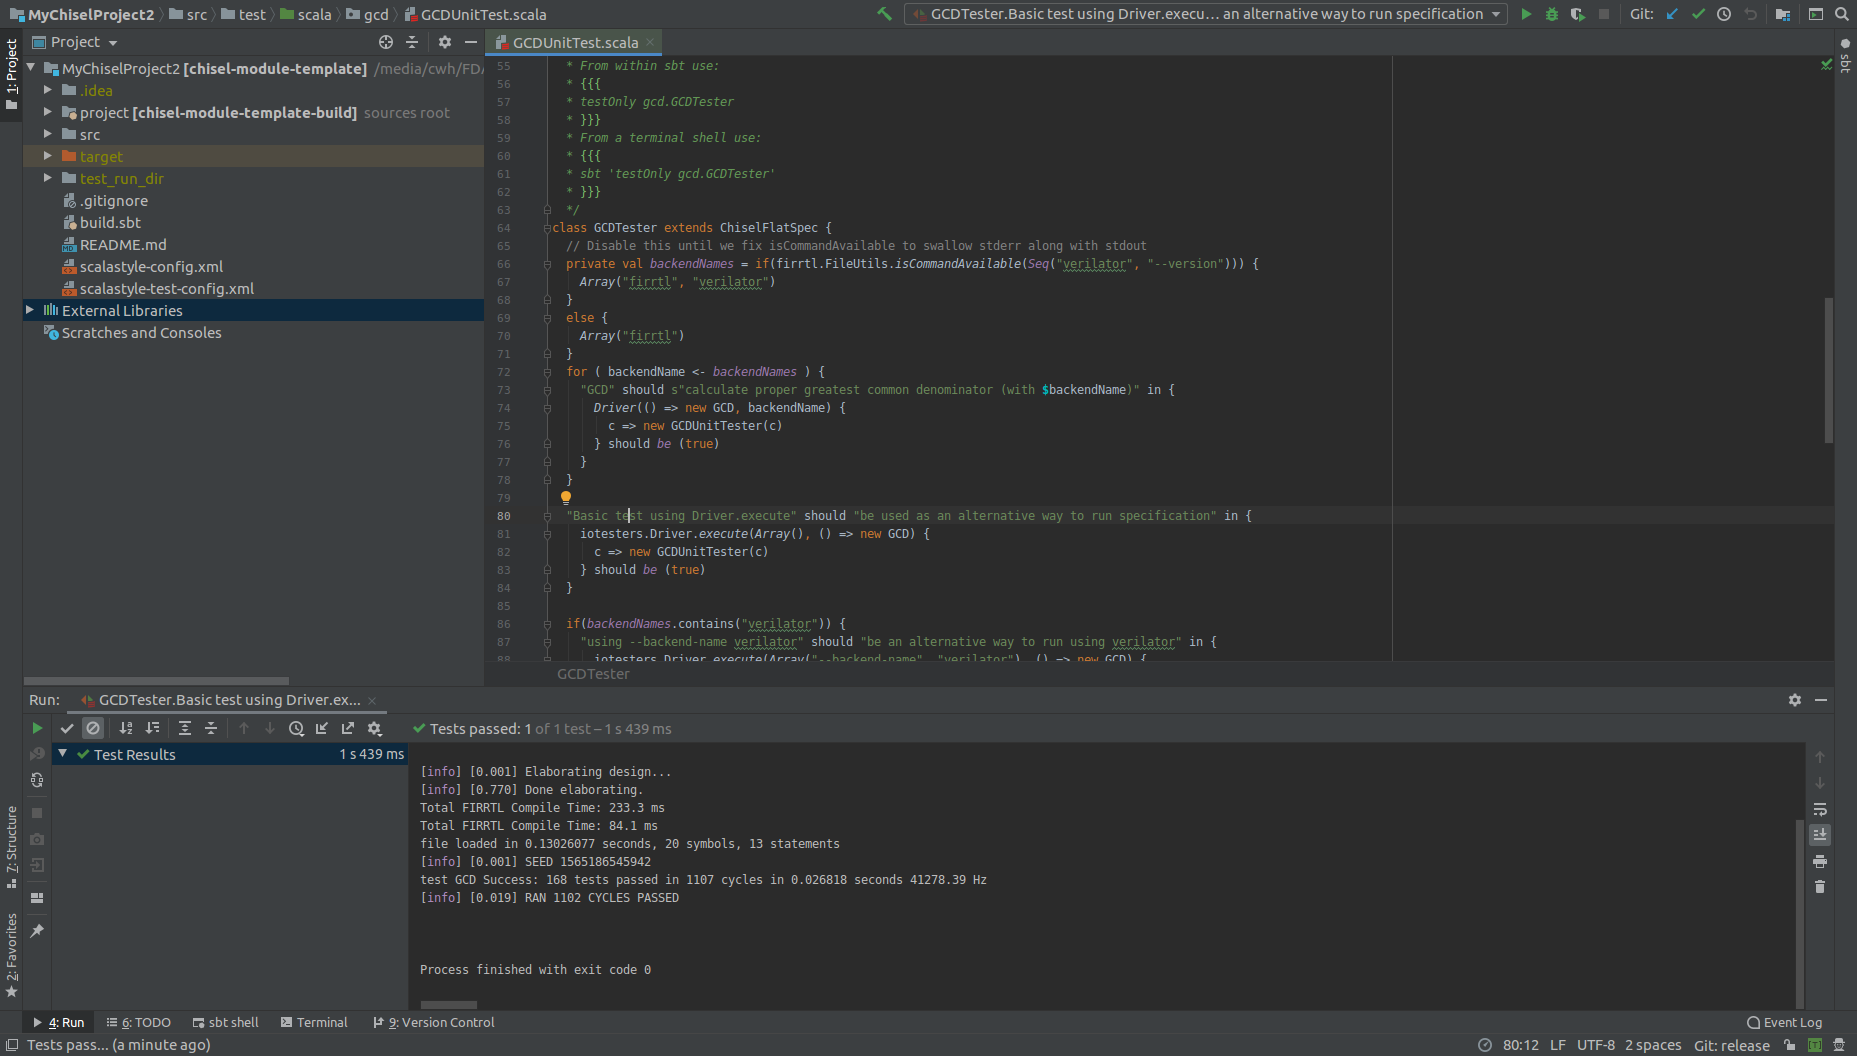 MyChiselProject2 src test scala gcd GCDUnitTest.scala
GCDTester.Basic test using Driver.execu... an alternative way to run specification
Git:
Project
GCDUnitTest.scala
1: Project
sbt
MyChiselProject2 [chisel-module-template] /media/cwh/FD
.idea
project [chisel-module-template-build] sources root
src
target
test_run_dir
.gitignore
build.sbt
README.md
scalastyle-config.xml
scalastyle-test-config.xml
External Libraries
Scratches and Consoles
55 * From within sbt use:
56 * {{{
57 * testOnly gcd.GCDTester
58 * }}}
59 * From a terminal shell use:
60 * {{{
61 * sbt 'testOnly gcd.GCDTester'
62 * }}}
63 */
64 class GCDTester extends ChiselFlatSpec {
65 // Disable this until we fix isCommandAvailable to swallow stderr along with stdout
66 private val backendNames = if(firrtl.FileUtils.isCommandAvailable(Seq("verilator", "--version"))) {
67 Array("firrtl", "verilator")
68 }
69 else {
70 Array("firrtl")
71 }
72 for ( backendName <- backendNames ) {
73 "GCD" should s"calculate proper greatest common denominator (with $backendName)" in {
74 Driver(() => new GCD, backendName) {
75 c => new GCDUnitTester(c)
76 } should be (true)
77 }
78 }
79
80 "Basic test using Driver.execute" should "be used as an alternative way to run specification" in {
81 iotesters.Driver.execute(Array(), () => new GCD) {
82 c => new GCDUnitTester(c)
83 } should be (true)
84 }
85
86 if(backendNames.contains("verilator")) {
87 "using --backend-name verilator" should "be an alternative way to run using verilator" in {
88 iotesters.Driver.execute(Array("--backend-name", "verilator"), () => new GCD) {
GCDTester
Run: GCDTester.Basic test using Driver.ex...
Tests passed: 1 of 1 test – 1 s 439 ms
Test Results 1 s 439 ms
[info] [0.001] Elaborating design...
[info] [0.770] Done elaborating.
Total FIRRTL Compile Time: 233.3 ms
Total FIRRTL Compile Time: 84.1 ms
file loaded in 0.13026077 seconds, 20 symbols, 13 statements
[info] [0.001] SEED 1565186545942
test GCD Success: 168 tests passed in 1107 cycles in 0.026818 seconds 41278.39 Hz
[info] [0.019] RAN 1102 CYCLES PASSED
Process finished with exit code 0
7: Structure
2: Favorites
4: Run 6: TODO sbt shell Terminal 9: Version Control Event Log
Tests pass... (a minute ago) 80:12 LF UTF-8 2 spaces Git: release